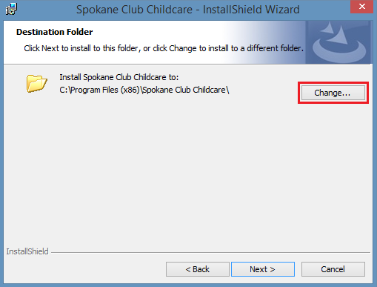 Spokane Club Childcare - InstallShield Wizard
Destination Folder
Click Next to install to this folder, or click Change to install to a different folder.
Install Spokane Club Childcare to:
C:\Program Files (x86)\Spokane Club Childcare\
Change...
InstallShield
< Back
Next >
Cancel